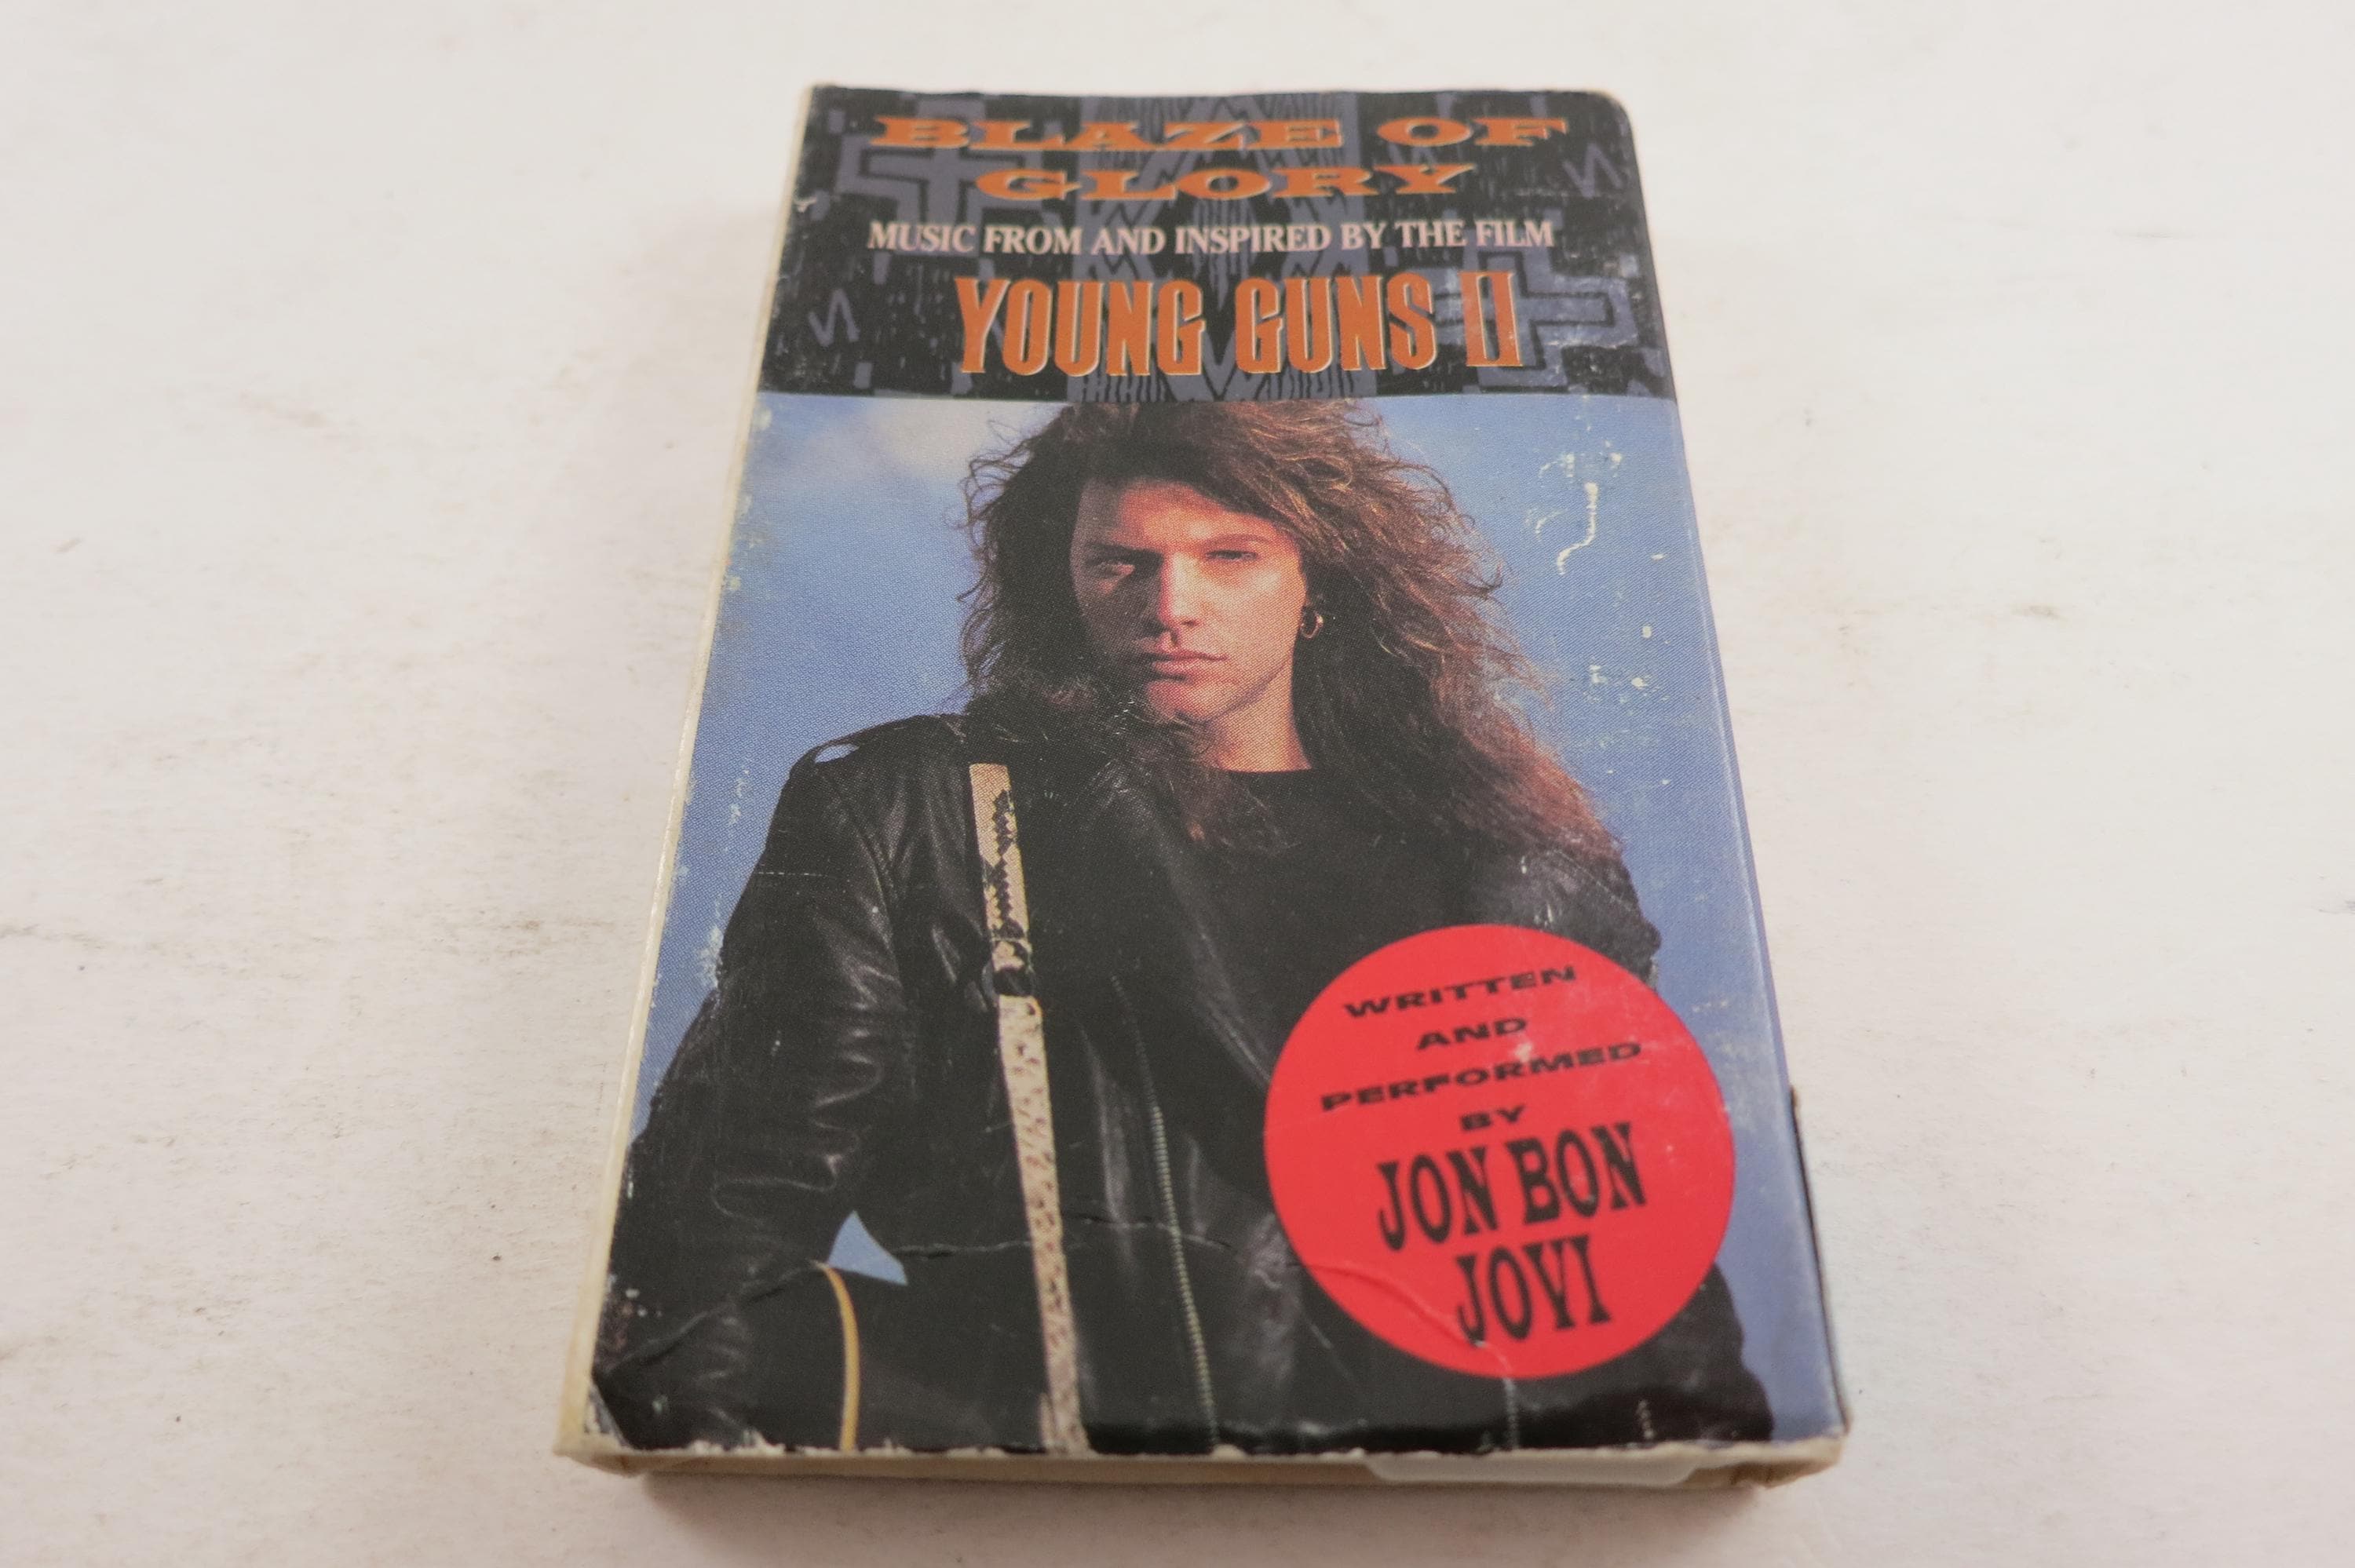 BLAZE OF
GLORY
MUSIC FROM AND INSPIRED BY THE FILM
YOUNG GUNS II
WRITTEN
AND
PERFORMED
BY
JON BON
JOVI